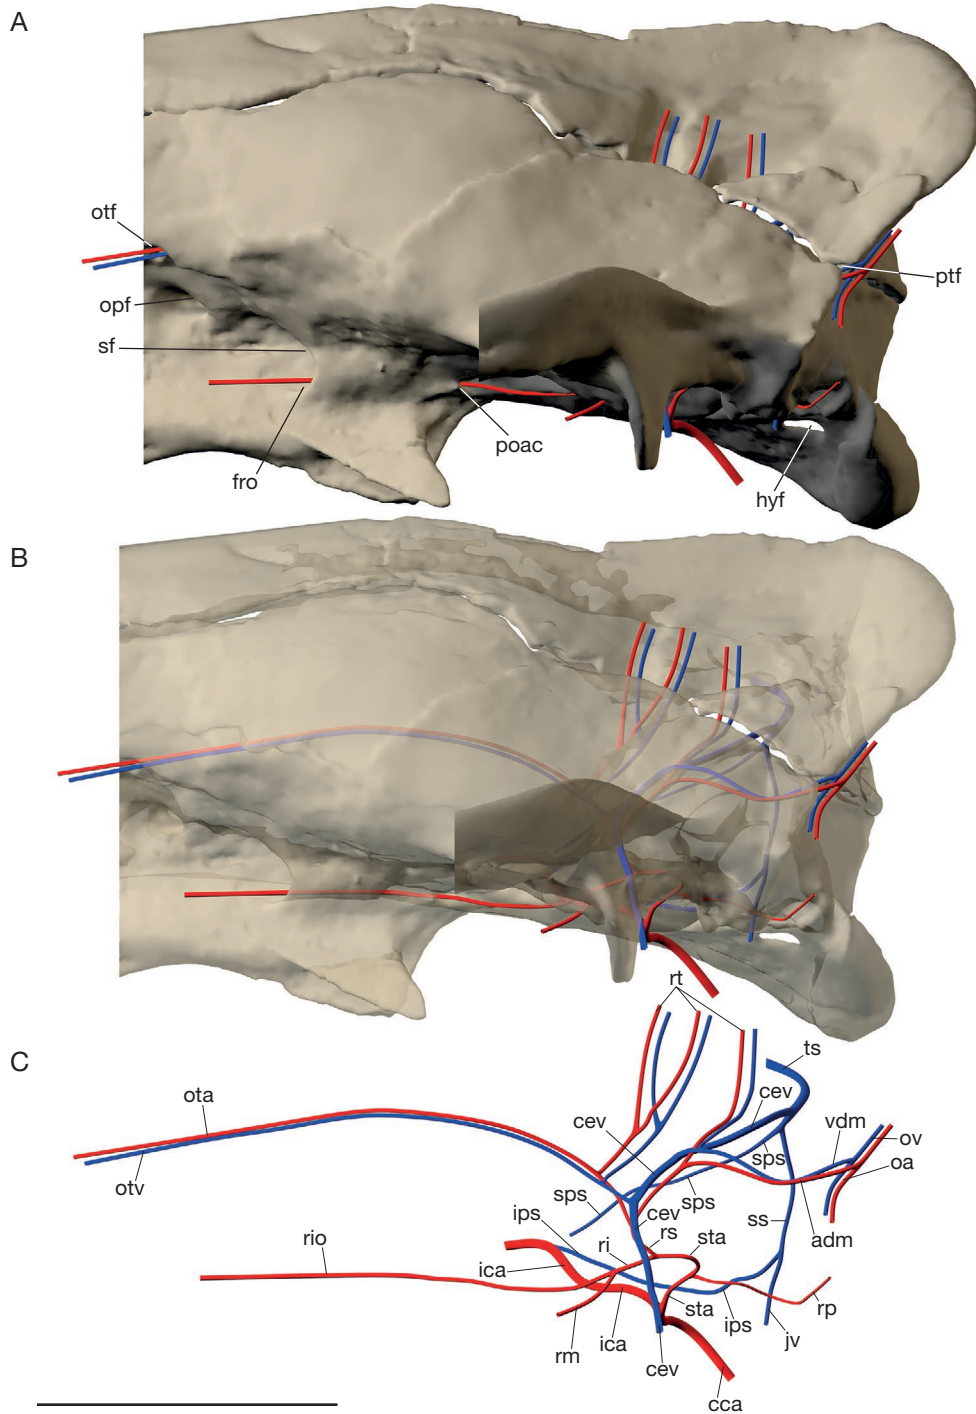 A
otf
opf
sf
fro
poac
ptf
hyf
B
C
rt
ts
ota
cev
cev
vdm
ov
oa
otv
sps
sps
sps
ips
cev
rs
ss
adm
rio
ri
sta
ica
sta
ips
rp
rm
ica
jv
cev
cca